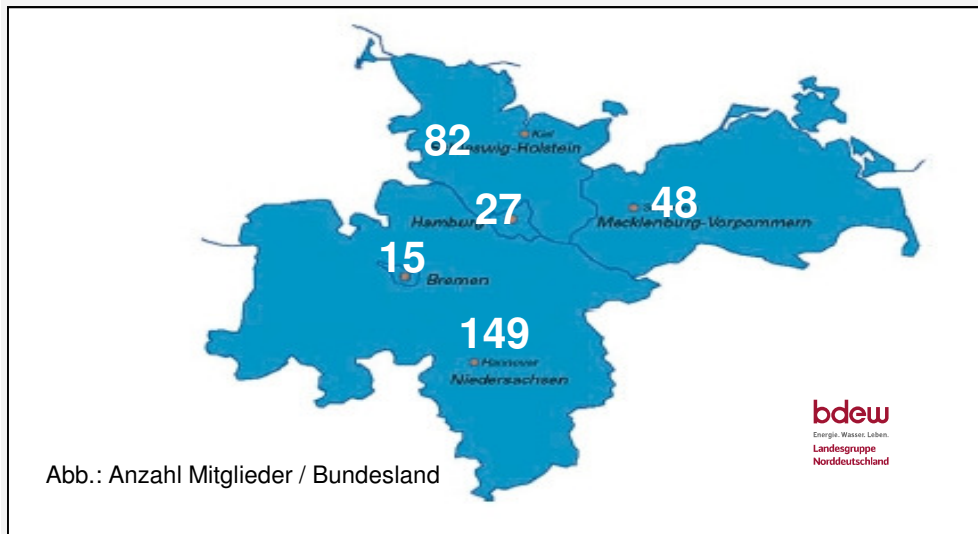 Kiel
82
Schleswig-Holstein
27
48
Hamburg
Mecklenburg-Vorpommern
15
Bremen
149
Hannover
Niedersachsen
bdew
Energie. Wasser. Leben.
Landesgruppe
Norddeutschland
Abb.: Anzahl Mitglieder / Bundesland